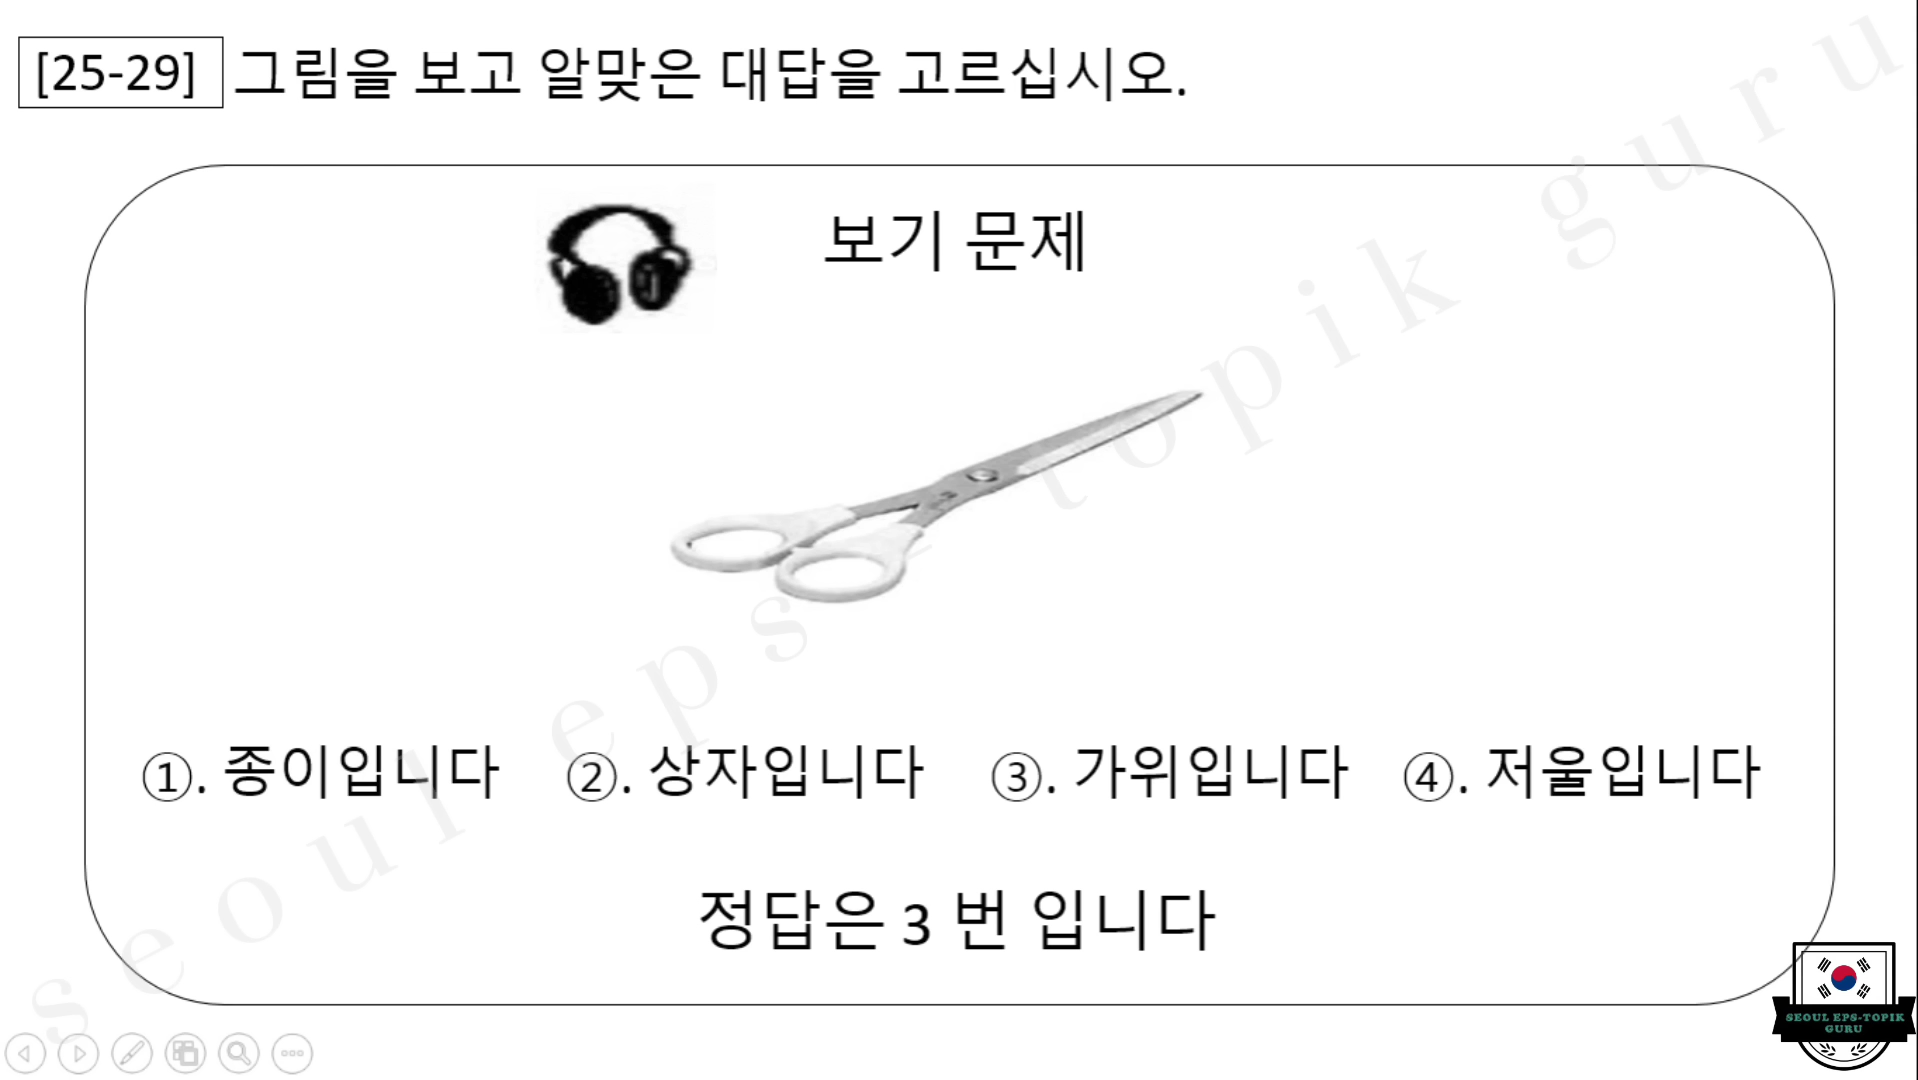 [25-29] 그림을 보고 알맞은 대답을 고르십시오.
보기 문제
①. 종이입니다 ②. 상자입니다 ③. 가위입니다 ④. 저울입니다
정답은 3 번 입니다
seoul eps topik guru
SEOUL EPS-TOPIK
GURU